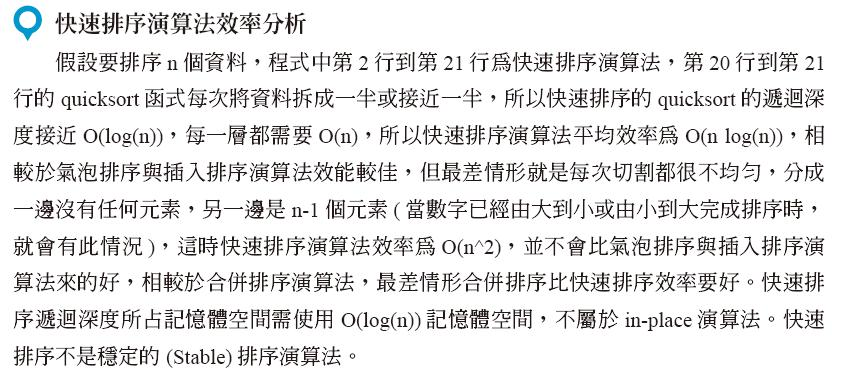 快速排序演算法效率分析
假設要排序 n 個資料，程式中第 2 行到第 21 行為快速排序演算法，第 20 行到第 21
行的 quicksort 函式每次將資料拆成一半或接近一半，所以快速排序的 quicksort 的遞迴深
度接近 O(log(n))，每一層都需要 O(n)，所以快速排序演算法平均效率為 O(n log(n))，相
較於氣泡排序與插入排序演算法效能較佳，但最差情形就是每次切割都很不均勻，分成
一邊沒有任何元素，另一邊是 n-1 個元素 ( 當數字已經由大到小或由小到大完成排序時，
就會有此情況 )，這時快速排序演算法效率為 O(n^2)，並不會比氣泡排序與插入排序演
算法來的好，相較於合併排序演算法，最差情形合併排序比快速排序效率要好。快速排
序遞迴深度所占記憶體空間需使用 O(log(n)) 記憶體空間，不屬於 in-place 演算法。快速
排序不是穩定的 (Stable) 排序演算法。